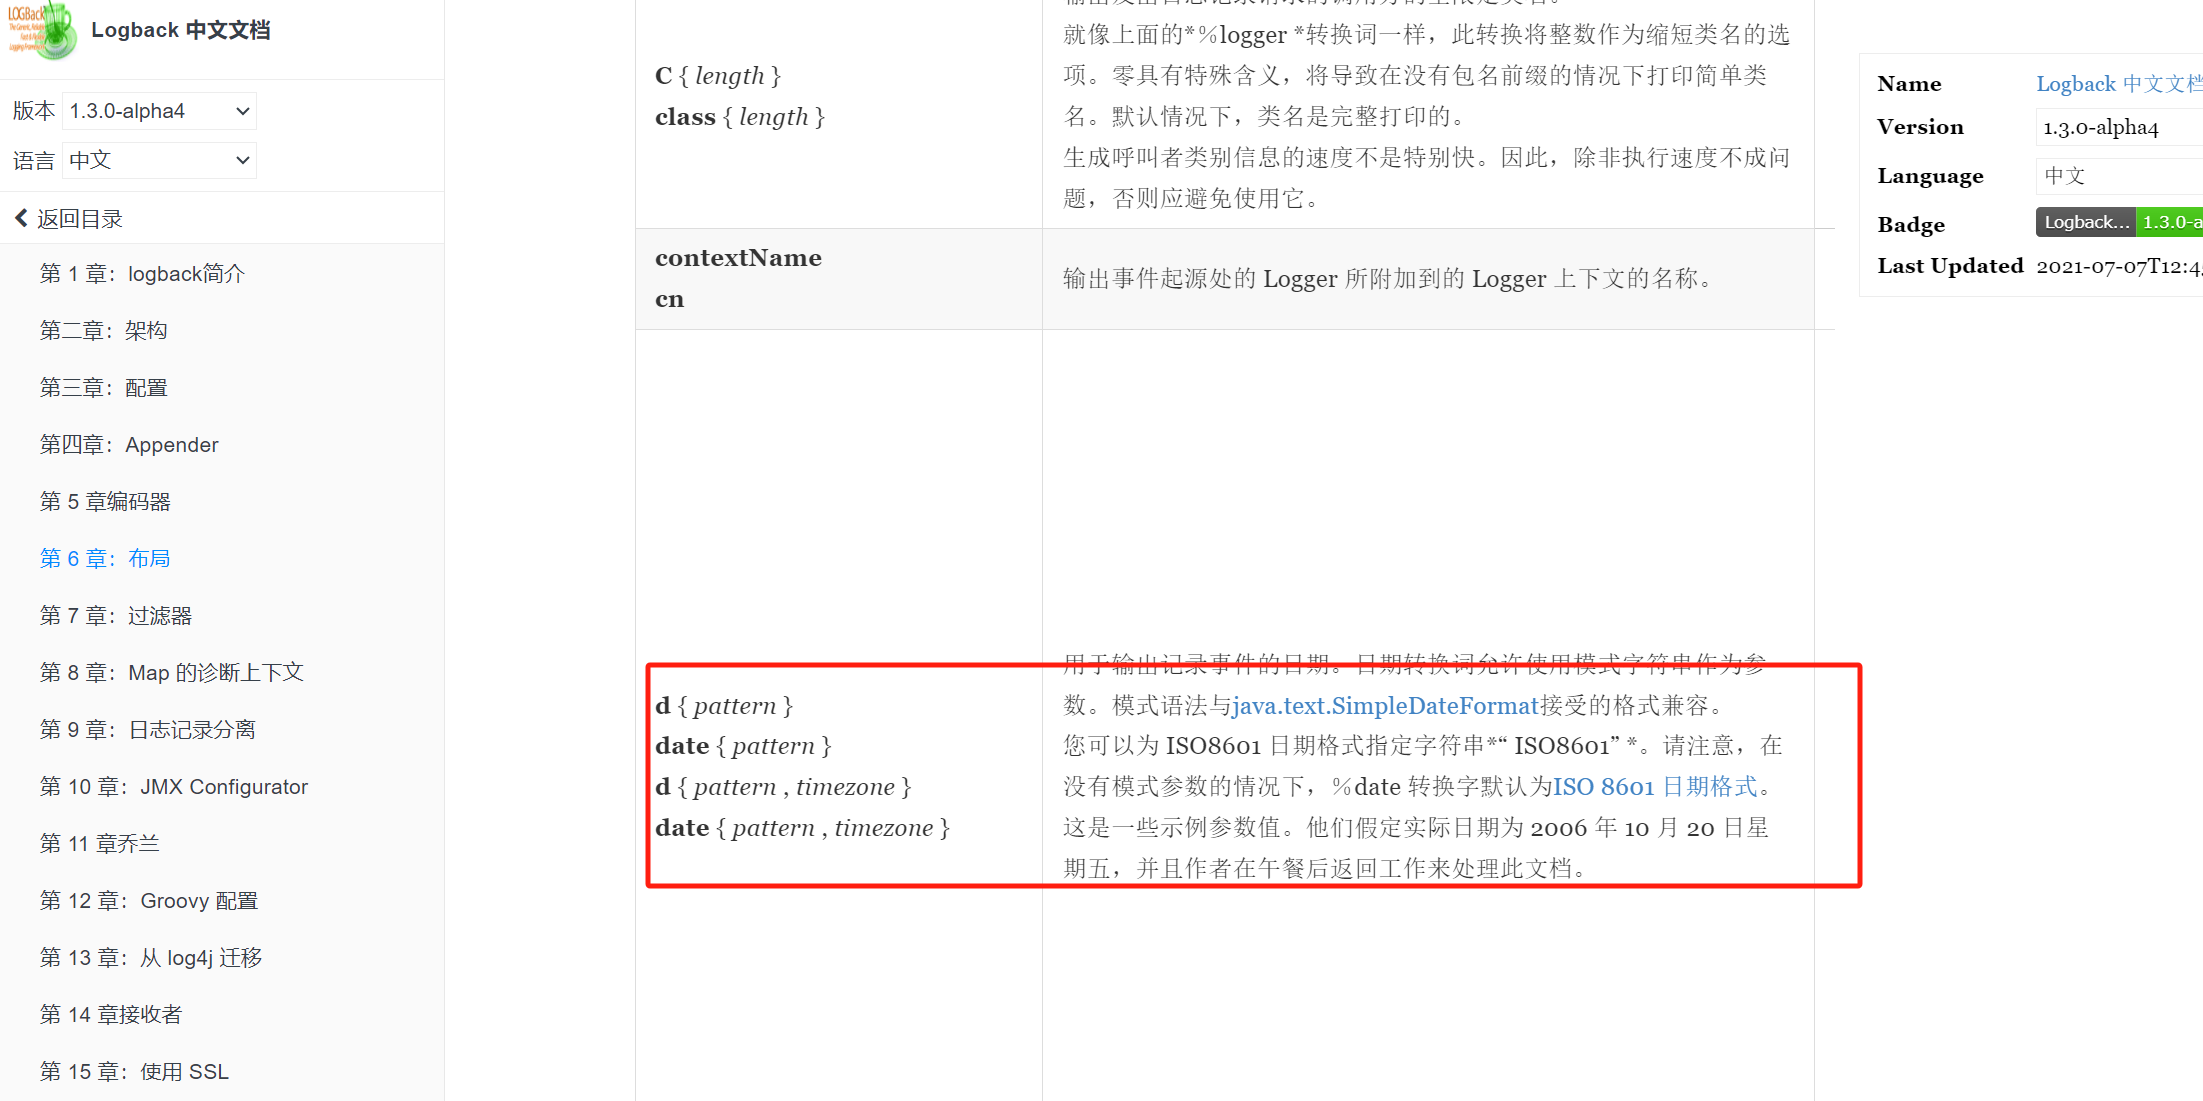 Logback 中文文档
版本 1.3.0-alpha4
语言 中文
返回目录
第 1 章：logback简介
第二章：架构
第三章：配置
第四章：Appender
第 5 章编码器
第 6 章：布局
第 7 章：过滤器
第 8 章：Map 的诊断上下文
第 9 章：日志记录分离
第 10 章：JMX Configurator
第 11 章乔兰
第 12 章：Groovy 配置
第 13 章：从 log4j 迁移
第 14 章接收者
第 15 章：使用 SSL
C { length }
class { length }
就像上面的*％logger *转换词一样，此转换将整数作为缩短类名的选
项。零具有特殊含义，将导致在没有包名前缀的情况下打印简单类
名。默认情况下，类名是完整打印的。
生成呼叫者类别信息的速度不是特别快。因此，除非执行速度不成问
题，否则应避免使用它。
contextName
cn
输出事件起源处的 Logger 所附加到的 Logger 上下文的名称。
d { pattern }
date { pattern }
d { pattern , timezone }
date { pattern , timezone }
用于输出记录事件的日期。日期转换词允许使用模式字符串作为参
数。模式语法与java.text.SimpleDateFormat接受的格式兼容。
您可以为 ISO8601 日期格式指定字符串*“ ISO8601” *。请注意，在
没有模式参数的情况下，％date 转换字默认为ISO 8601 日期格式。
这是一些示例参数值。他们假定实际日期为 2006 年 10 月 20 日星
期五，并且作者在午餐后返回工作来处理此文档。
Name Logback 中文文档
Version 1.3.0-alpha4
Language 中文
Badge Logback... 1.3.0-a
Last Updated 2021-07-07T12:4